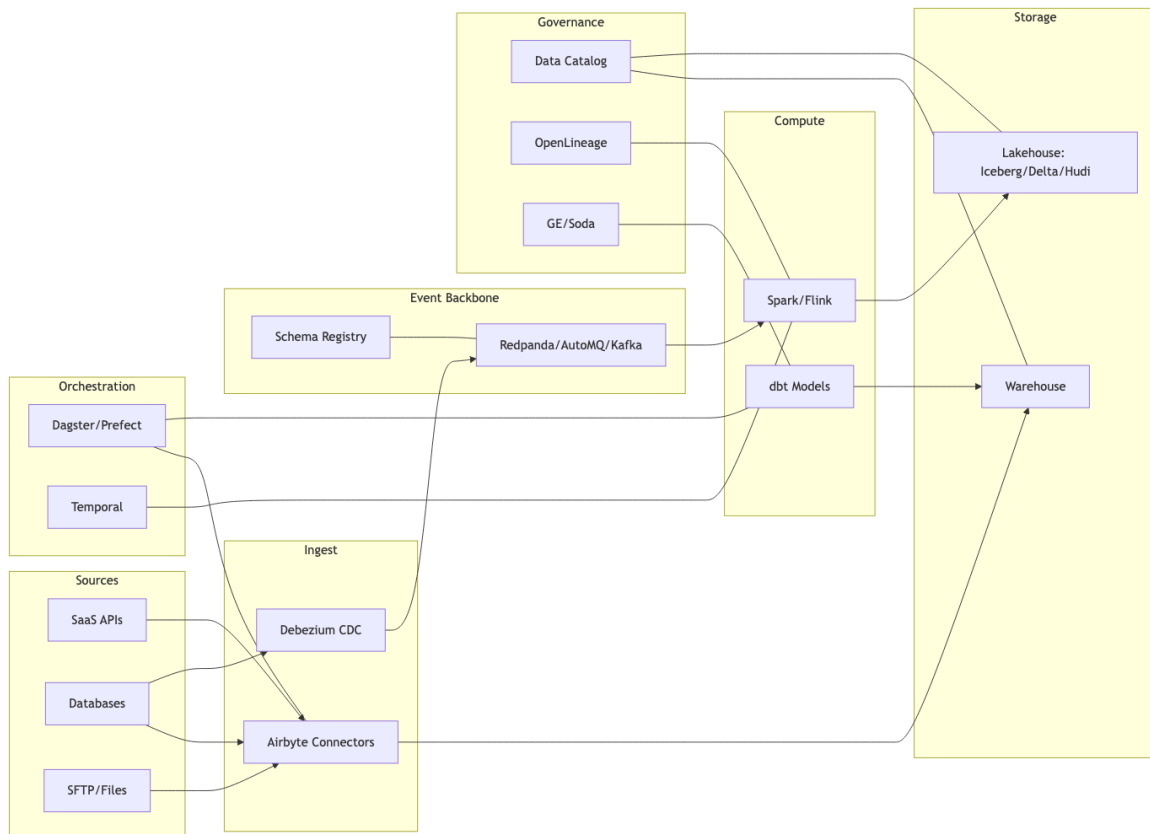 Governance
Data Catalog
OpenLineage
GE/Soda
Storage
Lakehouse:
Iceberg/Delta/Hudi
Warehouse
Compute
Spark/Flink
dbt Models
Event Backbone
Schema Registry
Redpanda/AutoMQ/Kafka
Orchestration
Dagster/Prefect
Temporal
Ingest
Debezium CDC
Airbyte Connectors
Sources
SaaS APIs
Databases
SFTP/Files